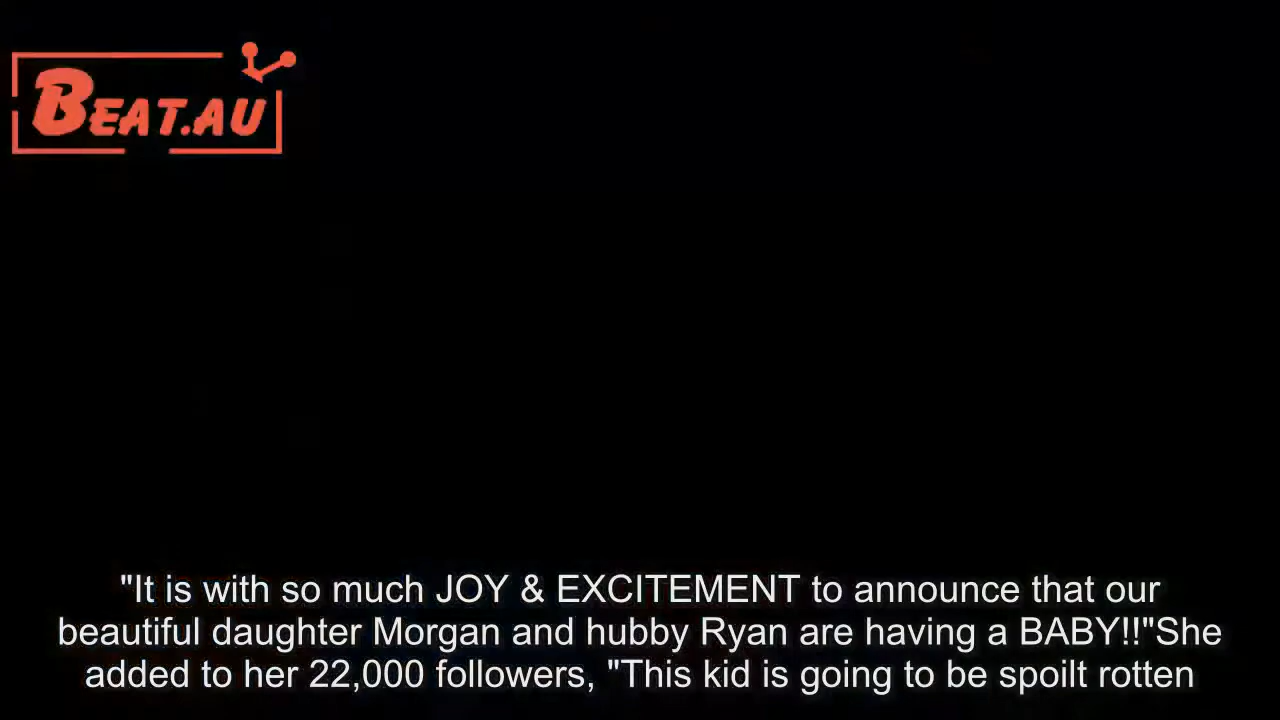 BEAT.AU
"It is with so much JOY & EXCITEMENT to announce that our
beautiful daughter Morgan and hubby Ryan are having a BABY!!"She
added to her 22,000 followers, "This kid is going to be spoilt rotten